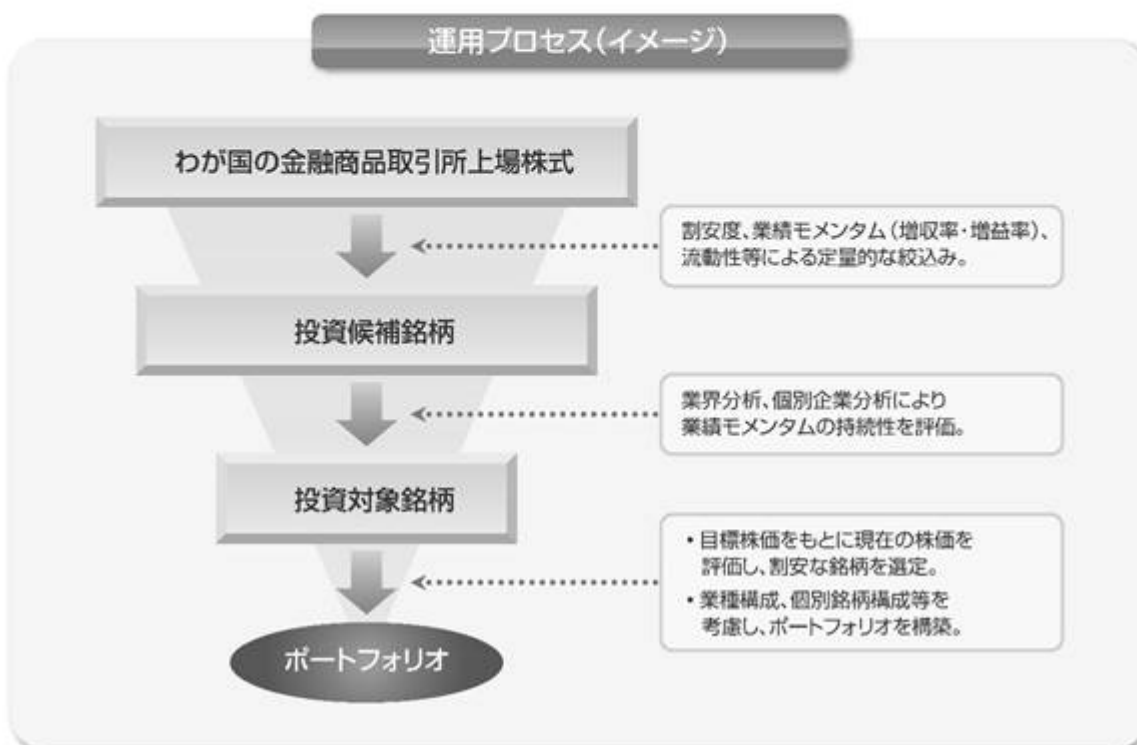 運用プロセス(イメージ)
わが国の金融商品取引所上場株式
割安度、業績モメンタム(増収率・増益率)、
流動性等による定量的な絞込み。
投資候補銘柄
業界分析、個別企業分析により
業績モメンタムの持続性を評価。
投資対象銘柄
・目標株価をもとに現在の株価を
評価し、割安な銘柄を選定。
・業種構成、個別銘柄構成等を
考慮し、ポートフォリオを構築。
ポートフォリオ